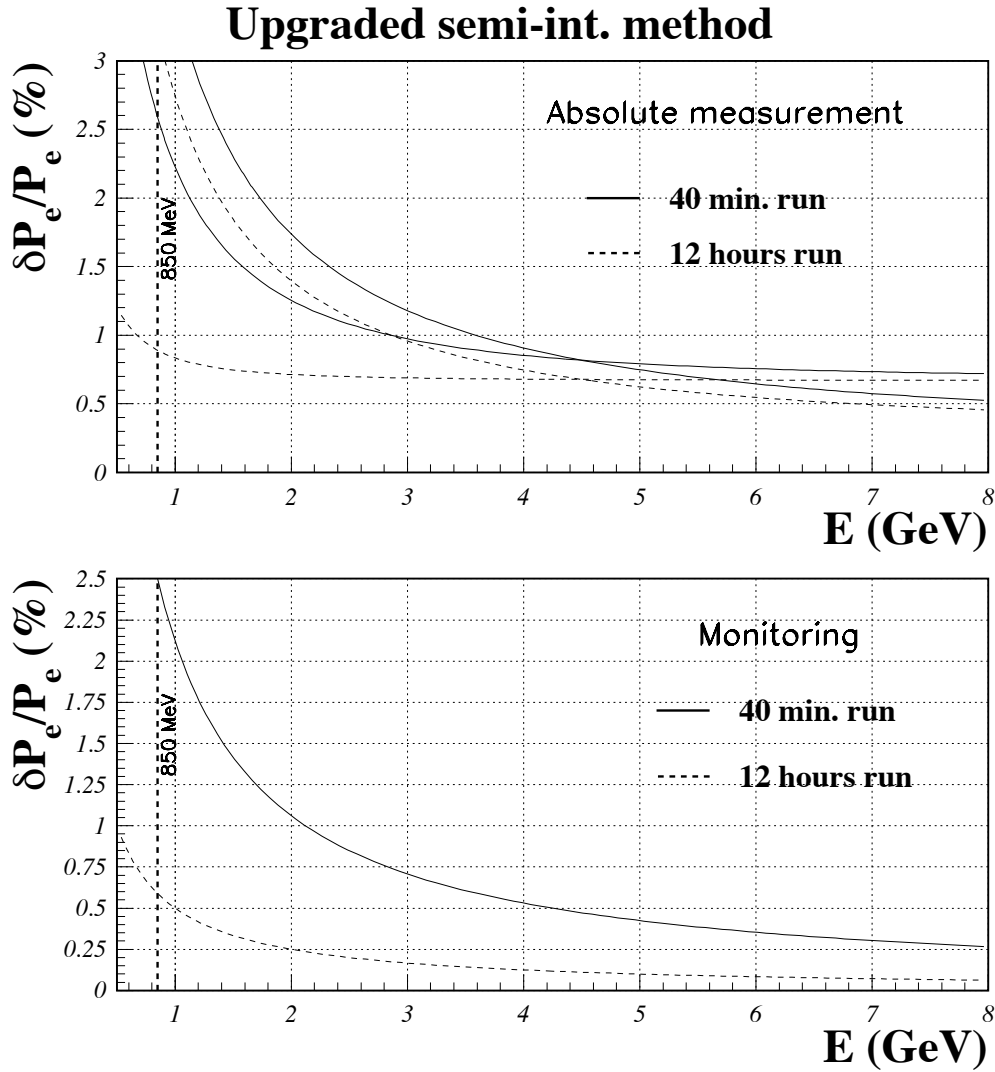 Upgraded semi-int. method
δPe/Pe (%)
3
2.5
2
1.5
1
0.5
0
Absolute measurement
40 min. run
12 hours run
850 MeV
1 2 3 4 5 6 7 8
E (GeV)
δPe/Pe (%)
2.5
2.25
2
1.75
1.5
1.25
1
0.75
0.5
0.25
0
Monitoring
40 min. run
12 hours run
850 MeV
1 2 3 4 5 6 7 8
E (GeV)